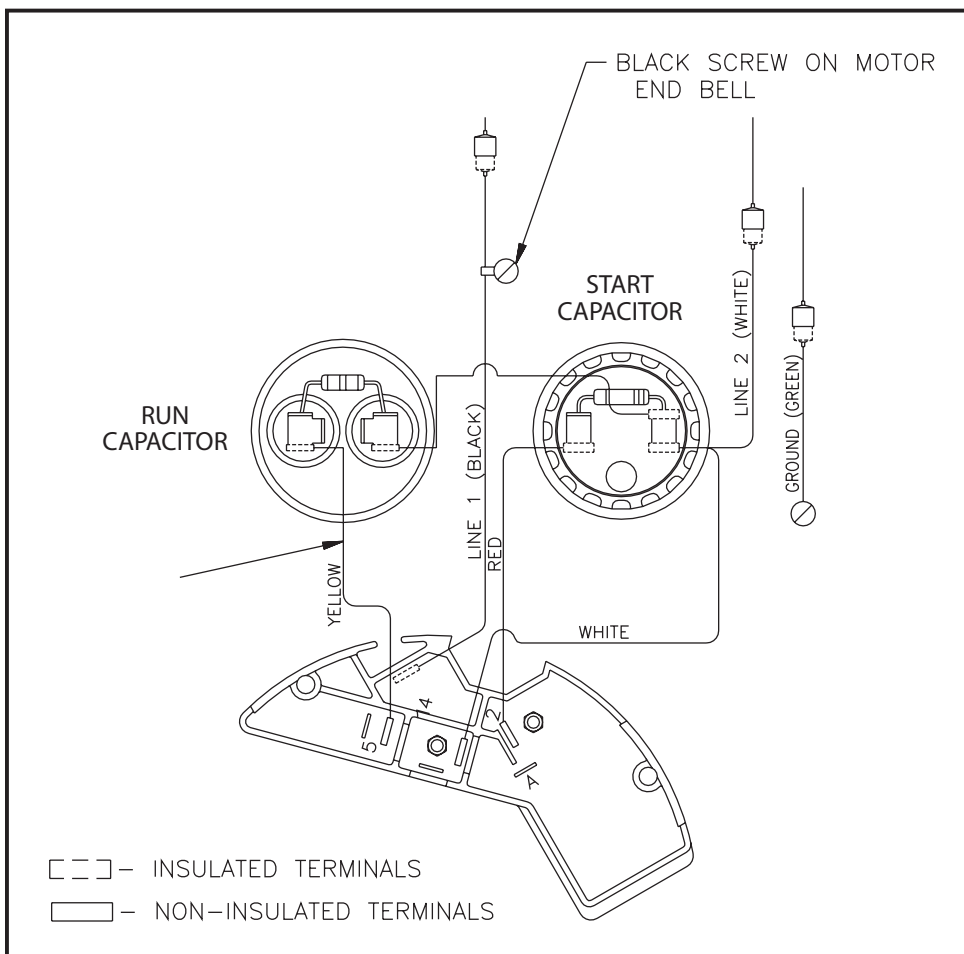 BLACK SCREW ON MOTOR
END BELL
START
CAPACITOR
LINE 2 (WHITE)
RUN
CAPACITOR
LINE 1 (BLACK)
GROUND (GREEN)
RED
YELLOW
WHITE
14
2
5
A
- INSULATED TERMINALS
- NON-INSULATED TERMINALS